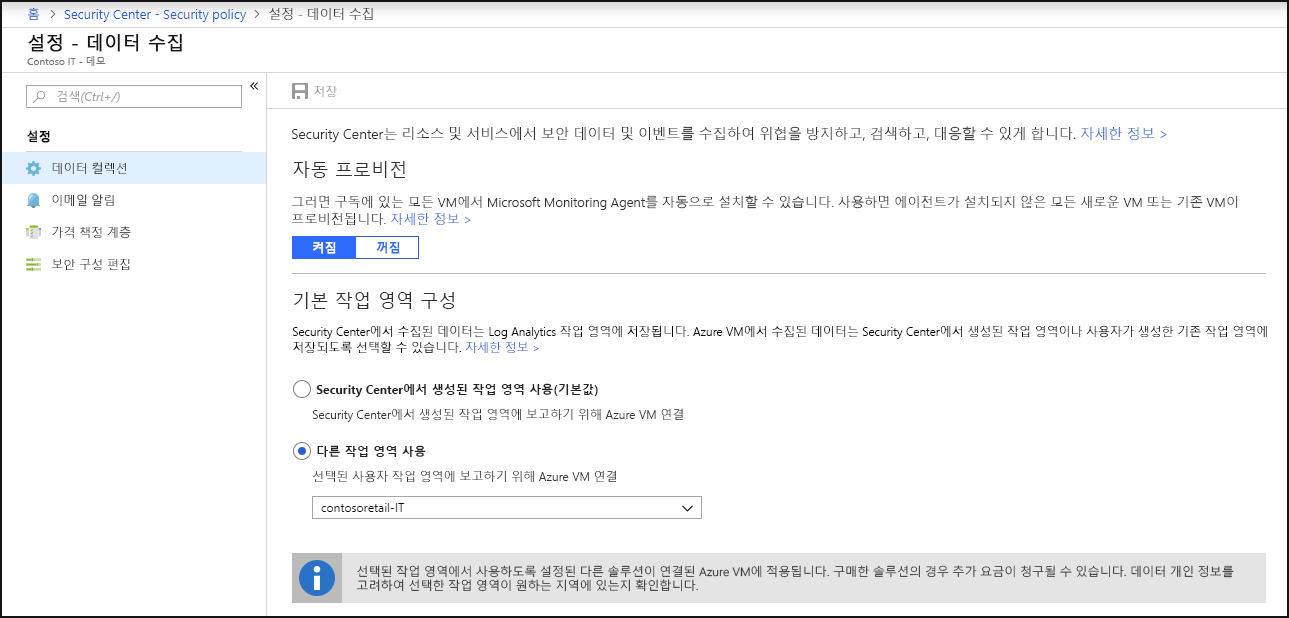 홈 > Security Center - Security policy > 설정 - 데이터 수집
설정 - 데이터 수집
Contoso IT - 데모
검색(Ctrl+/)
«
설정
데이터 컬렉션
이메일 알림
가격 책정 계층
보안 구성 편집
저장
Security Center는 리소스 및 서비스에서 보안 데이터 및 이벤트를 수집하여 위협을 방지하고, 검색하고, 대응할 수 있게 합니다. 자세한 정보 >
자동 프로비전
그러면 구독에 있는 모든 VM에서 Microsoft Monitoring Agent를 자동으로 설치할 수 있습니다. 사용하면 에이전트가 설치되지 않은 모든 새로운 VM 또는 기존 VM이
프로비전됩니다. 자세한 정보 >
켜짐 꺼짐
기본 작업 영역 구성
Security Center에서 수집된 데이터는 Log Analytics 작업 영역에 저장됩니다. Azure VM에서 수집된 데이터는 Security Center에서 생성된 작업 영역이나 사용자가 생성한 기존 작업 영역에
저장되도록 선택할 수 있습니다. 자세한 정보 >
Security Center에서 생성된 작업 영역 사용(기본값)
Security Center에서 생성된 작업 영역에 보고하기 위해 Azure VM 연결
다른 작업 영역 사용
선택된 사용자 작업 영역에 보고하기 위해 Azure VM 연결
contosoretail-IT
선택된 작업 영역에서 사용하도록 설정된 다른 솔루션이 연결된 Azure VM에 적용됩니다. 구매한 솔루션의 경우 추가 요금이 청구될 수 있습니다. 데이터 개인 정보를
고려하여 선택한 작업 영역이 원하는 지역에 있는지 확인합니다.